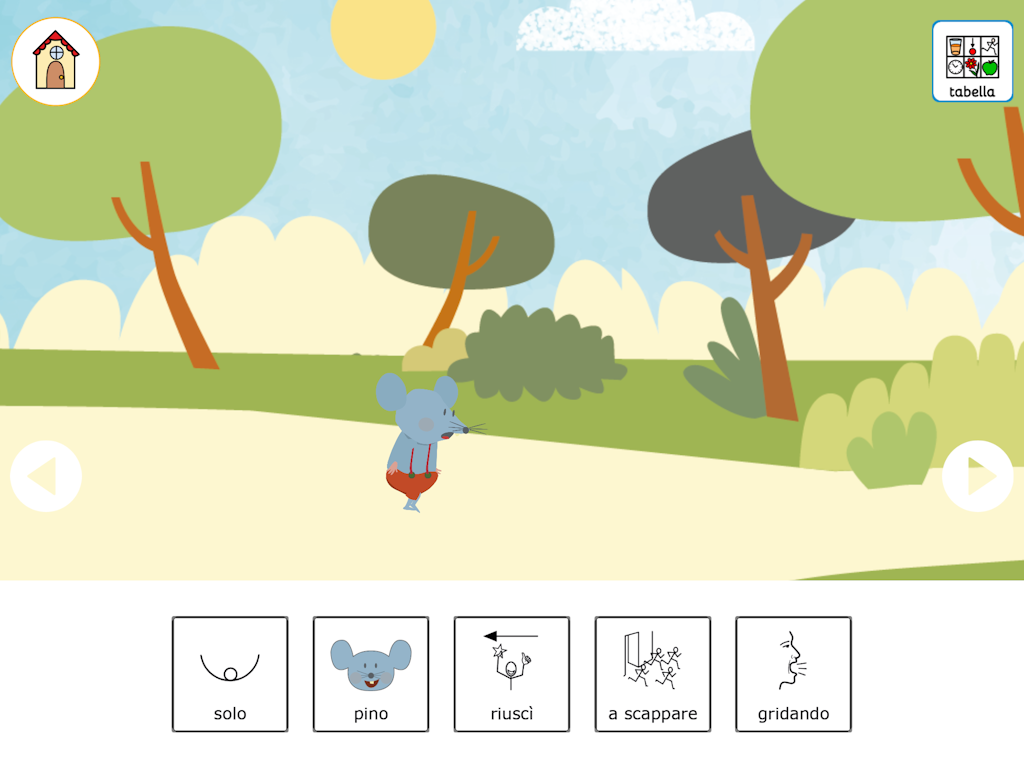 tabella
solo
pino
riuscì
a scappare
gridando